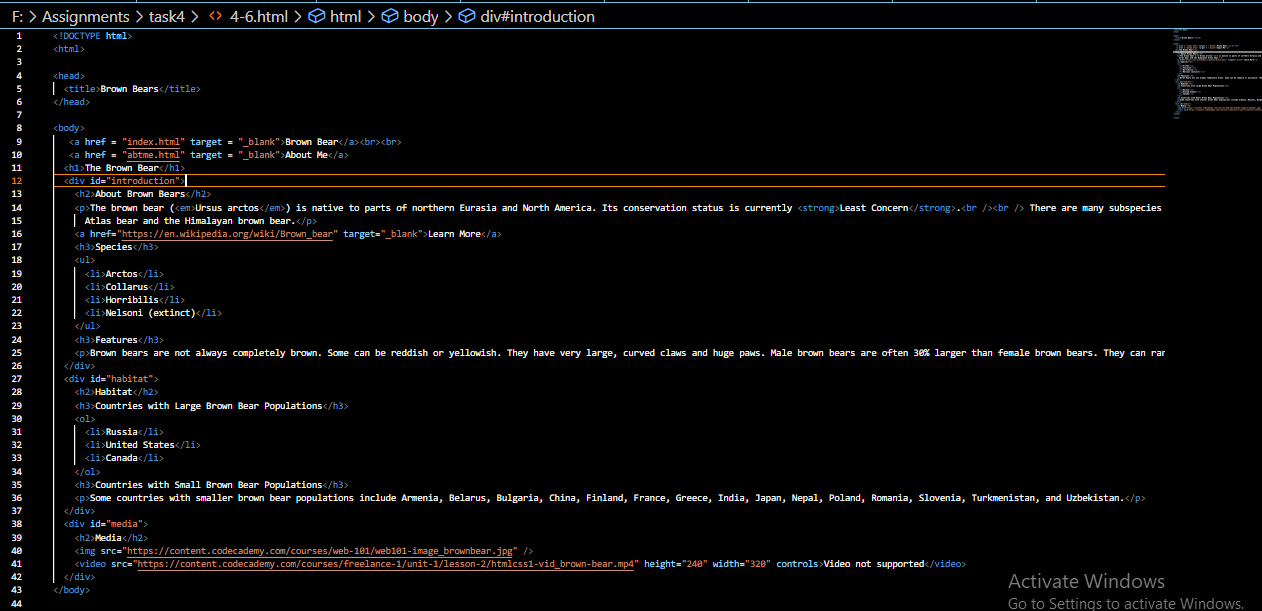 F: > Assignments > task4 > <> 4-6.html > html > body > div#introduction
1 <!DOCTYPE html>
2 <html>
3
4 <head>
5 <title>Brown Bears</title>
6 </head>
7
8 <body>
9 <a href = "index.html" target = "_blank">Brown Bear</a><br><br>
10 <a href = "abtme.html" target = "_blank">About Me</a>
11 <h1>The Brown Bear</h1>
12 <div id="introduction">
13 <h2>About Brown Bears</h2>
14 <p>The brown bear (<em>Ursus arctos</em>) is native to parts of northern Eurasia and North America. Its conservation status is currently <strong>Least Concern</strong>.<br /><br /> There are many subspecies
15 Atlas bear and the Himalayan brown bear.</p>
16 <a href="https://en.wikipedia.org/wiki/Brown_bear" target="_blank">Learn More</a>
17 <h3>Species</h3>
18 <ul>
19 <li>Arctos</li>
20 <li>Collarus</li>
21 <li>Horribilis</li>
22 <li>Nelsoni (extinct)</li>
23 </ul>
24 <h3>Features</h3>
25 <p>Brown bears are not always completely brown. Some can be reddish or yellowish. They have very large, curved claws and huge paws. Male brown bears are often 30% larger than female brown bears. They can ran
26 </div>
27 <div id="habitat">
28 <h2>Habitat</h2>
29 <h3>Countries with Large Brown Bear Populations</h3>
30 <ol>
31 <li>Russia</li>
32 <li>United States</li>
33 <li>Canada</li>
34 </ol>
35 <h3>Countries with Small Brown Bear Populations</h3>
36 <p>Some countries with smaller brown bear populations include Armenia, Belarus, Bulgaria, China, Finland, France, Greece, India, Japan, Nepal, Poland, Romania, Slovenia, Turkmenistan, and Uzbekistan.</p>
37 </div>
38 <div id="media">
39 <h2>Media</h2>
40 <img src="https://content.codecademy.com/courses/web-101/web101-image_brownbear.jpg" />
41 <video src="https://content.codecademy.com/courses/freelance-1/unit-1/lesson-2/htmlcss1-vid_brown-bear.mp4" height="240" width="320" controls>Video not supported</video>
42 </div>
43 </body>
44
Activate Windows
Go to Settings to activate Windows.